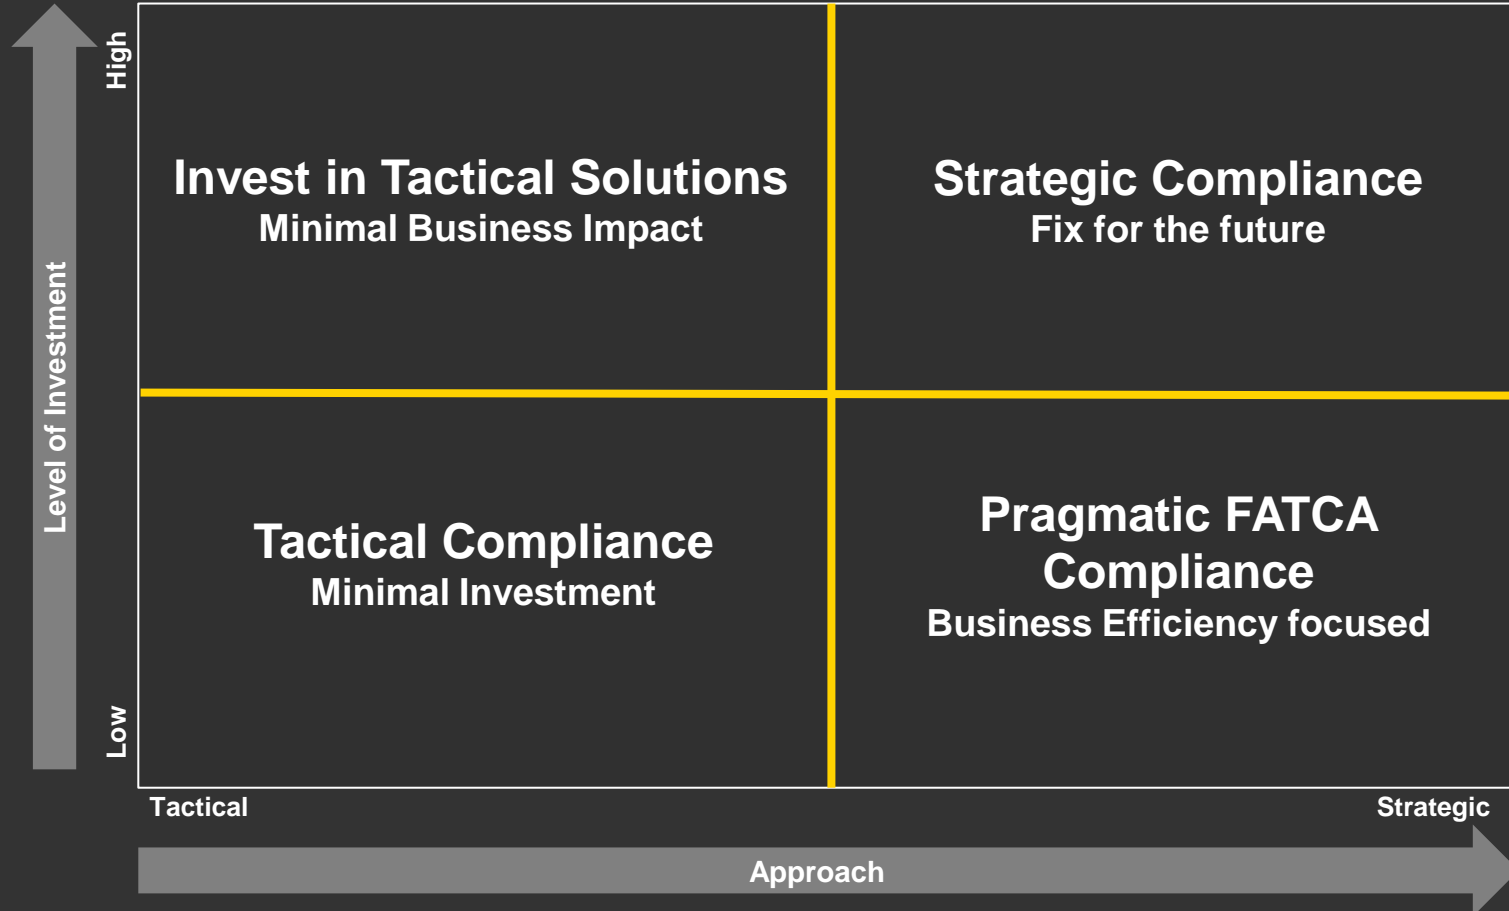 High
Invest in Tactical Solutions
Minimal Business Impact
Strategic Compliance
Fix for the future
Level of Investment
Tactical Compliance
Minimal Investment
Pragmatic FATCA
Compliance
Business Efficiency focused
Low
Tactical
Strategic
Approach